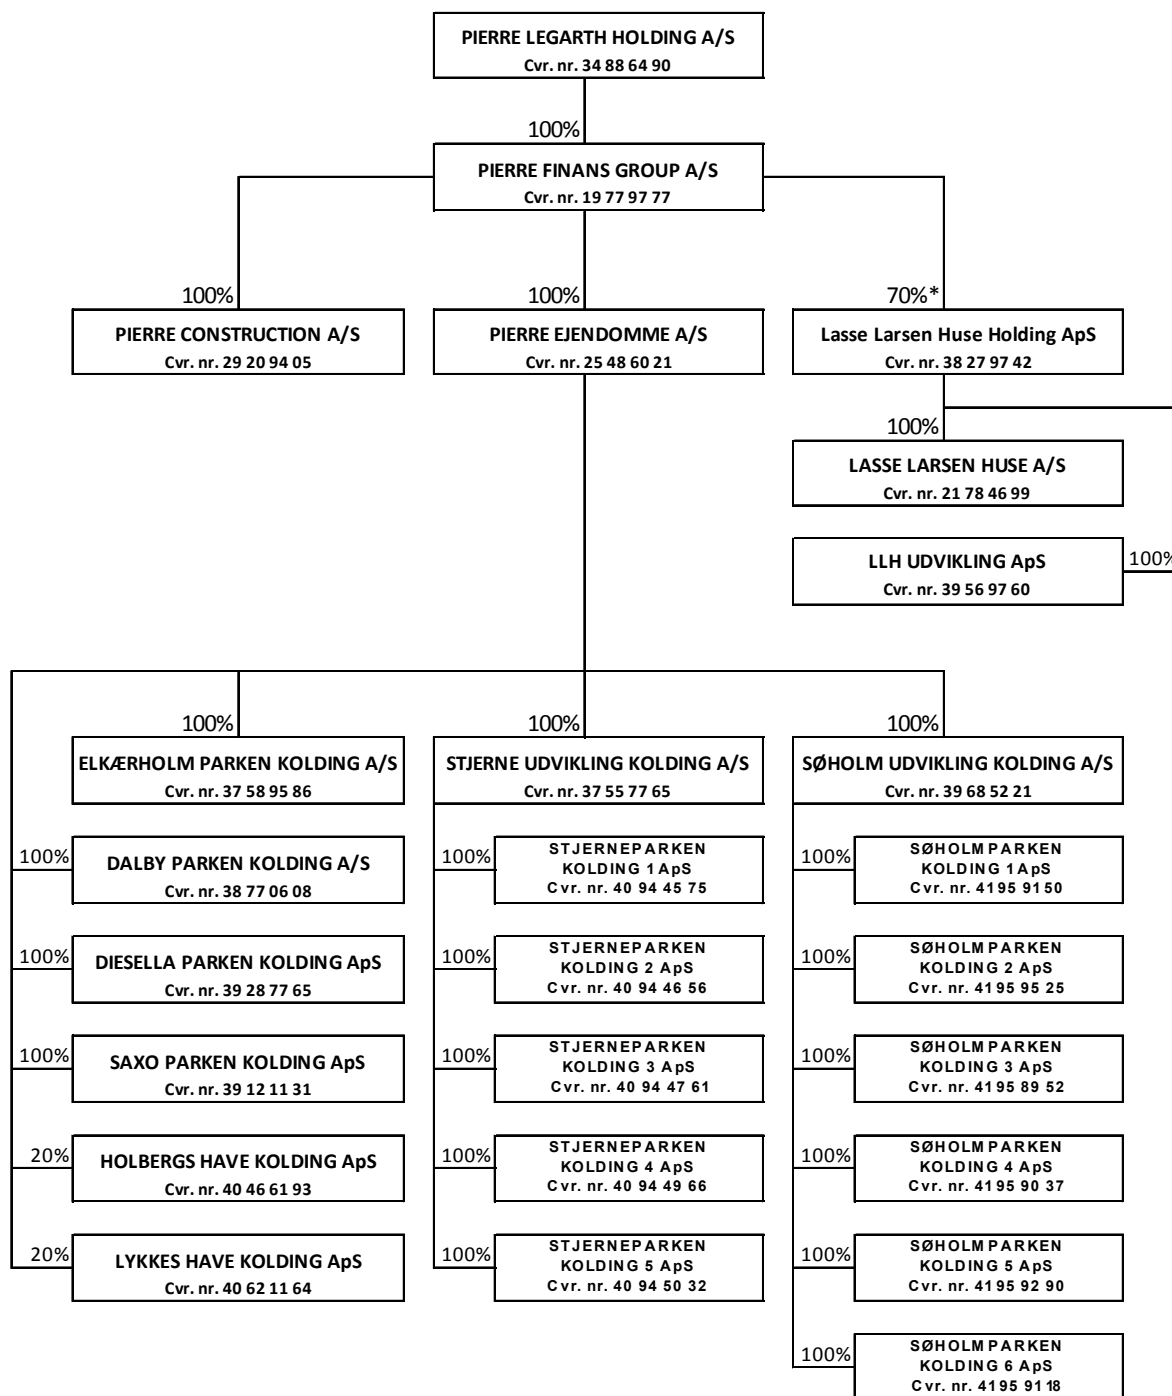 PIERRE LEGARTH HOLDING A/S
Cvr. nr. 34 88 64 90
100%
PIERRE FINANS GROUP A/S
Cvr. nr. 19 77 97 77
100%
100%
70%*
PIERRE CONSTRUCTION A/S
Cvr. nr. 29 20 94 05
PIERRE EJENDOMME A/S
Cvr. nr. 25 48 60 21
Lasse Larsen Huse Holding ApS
Cvr. nr. 38 27 97 42
100%
LASSE LARSEN HUSE A/S
Cvr. nr. 21 78 46 99
LLH UDVIKLING ApS
Cvr. nr. 39 56 97 60
100%
100%
100%
100%
ELKÆRHOLM PARKEN KOLDING A/S
Cvr. nr. 37 58 95 86
STJERNE UDVIKLING KOLDING A/S
Cvr. nr. 37 55 77 65
SØHOLM UDVIKLING KOLDING A/S
Cvr. nr. 39 68 52 21
100%
DALBY PARKEN KOLDING A/S
Cvr. nr. 38 77 06 08
100%
STJERNEPARKEN
KOLDING 1 ApS
Cvr. nr. 40 94 45 75
100%
SØHOLM PARKEN
KOLDING 1 ApS
Cvr. nr. 41 95 91 50
100%
DIESELLA PARKEN KOLDING ApS
Cvr. nr. 39 28 77 65
100%
STJERNEPARKEN
KOLDING 2 ApS
Cvr. nr. 40 94 46 56
100%
SØHOLM PARKEN
KOLDING 2 ApS
Cvr. nr. 41 95 95 25
100%
SAXO PARKEN KOLDING ApS
Cvr. nr. 39 12 11 31
100%
STJERNEPARKEN
KOLDING 3 ApS
Cvr. nr. 40 94 47 61
100%
SØHOLM PARKEN
KOLDING 3 ApS
Cvr. nr. 41 95 89 52
20%
HOLBERGS HAVE KOLDING ApS
Cvr. nr. 40 46 61 93
100%
STJERNEPARKEN
KOLDING 4 ApS
Cvr. nr. 40 94 49 66
100%
SØHOLM PARKEN
KOLDING 4 ApS
Cvr. nr. 41 95 90 37
20%
LYKKES HAVE KOLDING ApS
Cvr. nr. 40 62 11 64
100%
STJERNEPARKEN
KOLDING 5 ApS
Cvr. nr. 40 94 50 32
100%
SØHOLM PARKEN
KOLDING 5 ApS
Cvr. nr. 41 95 92 90
100%
SØHOLM PARKEN
KOLDING 6 ApS
Cvr. nr. 41 95 91 18